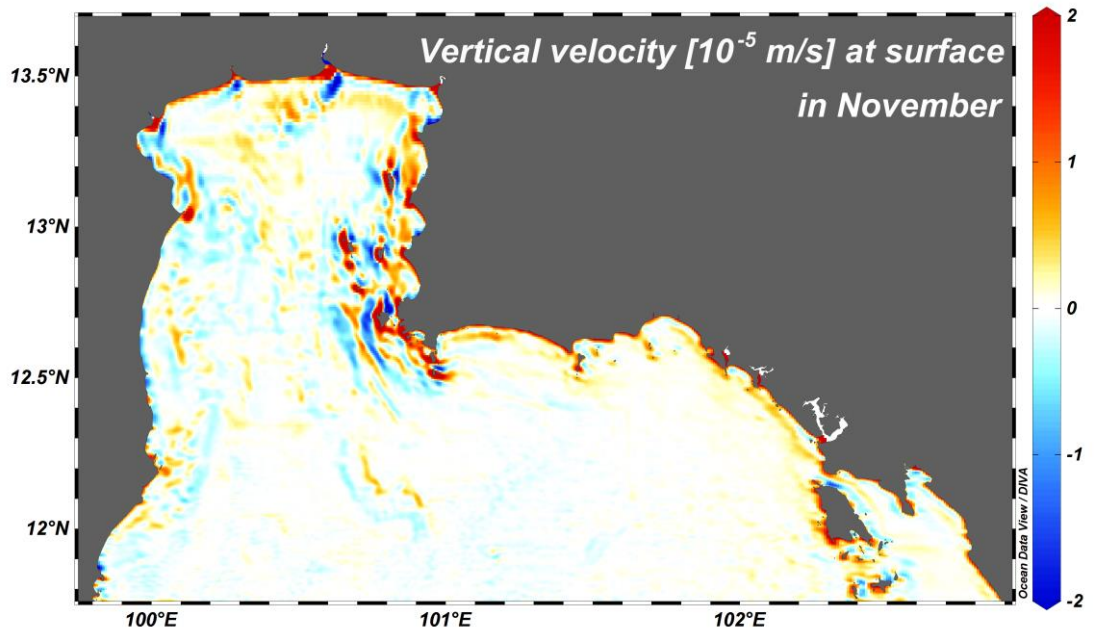 Vertical velocity [10⁻⁵ m/s] at surface
in November
13.5°N
13°N
12.5°N
12°N
100°E
101°E
102°E
2
1
0
-1
-2
Ocean Data View / DIVA